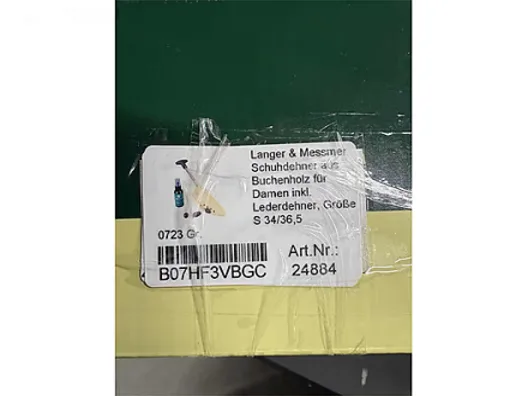 Langer & Messmer
Schuhdehner aus
Buchenholz für
Damen inkl.
Lederdehner, Größe
S 34/36,5
0723 Gr.
Art.Nr.:
B07HF3VBGC
24884